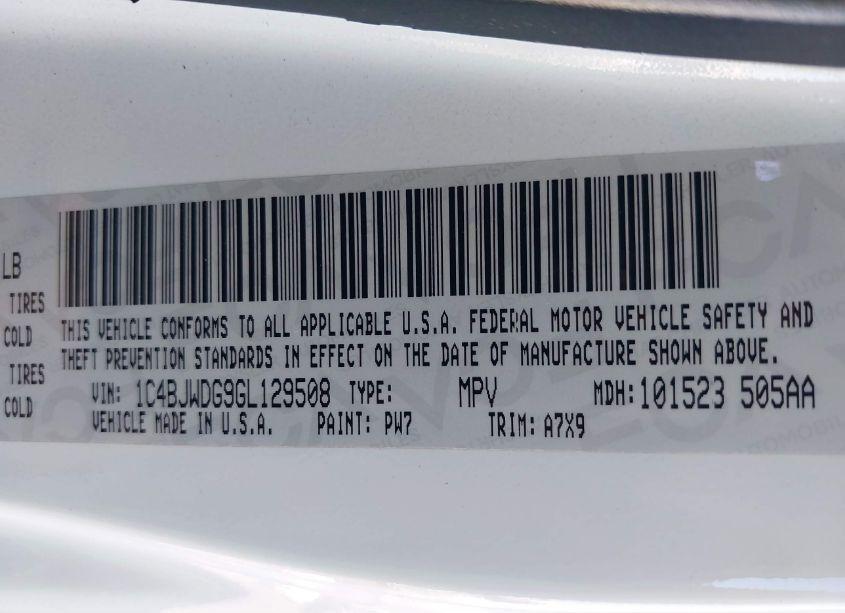 LB
TIRES
COLD
TIRES
COLD
THIS VEHICLE CONFORMS TO ALL APPLICABLE U.S.A. FEDERAL MOTOR VEHICLE SAFETY AND
THEFT PREVENTION STANDARDS IN EFFECT ON THE DATE OF MANUFACTURE SHOWN ABOVE.
VIN: 1C4BJWDG9GL129508 TYPE: MPV MDH: 101523 505AA
VEHICLE MADE IN U.S.A. PAINT: PW7 TRIM: A7X9